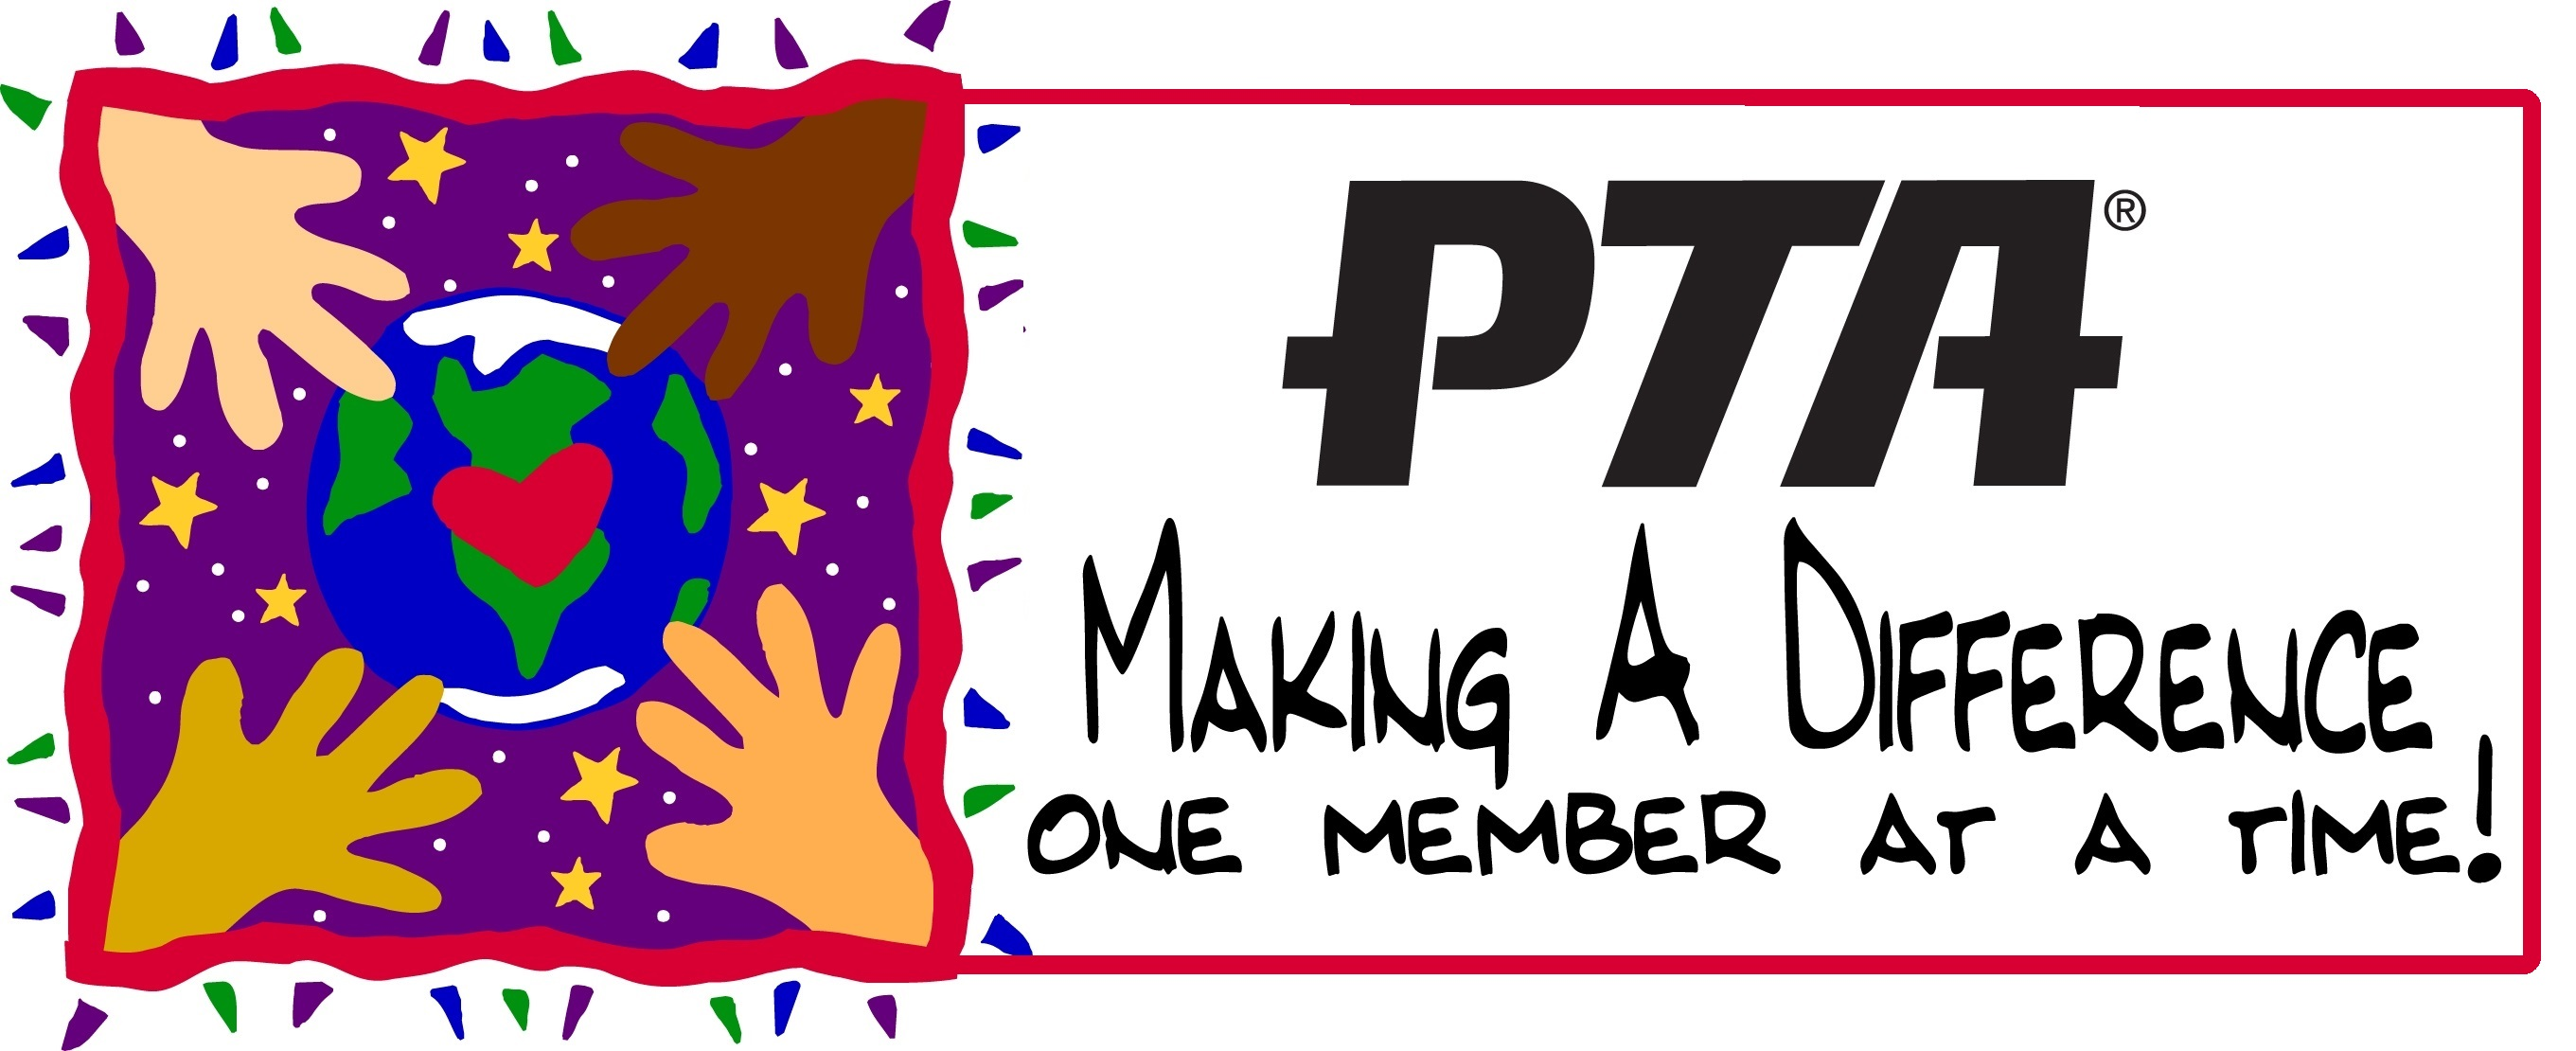 PTA®
MAKING A DIFFERENCE
ONE MEMBER AT A TIME!